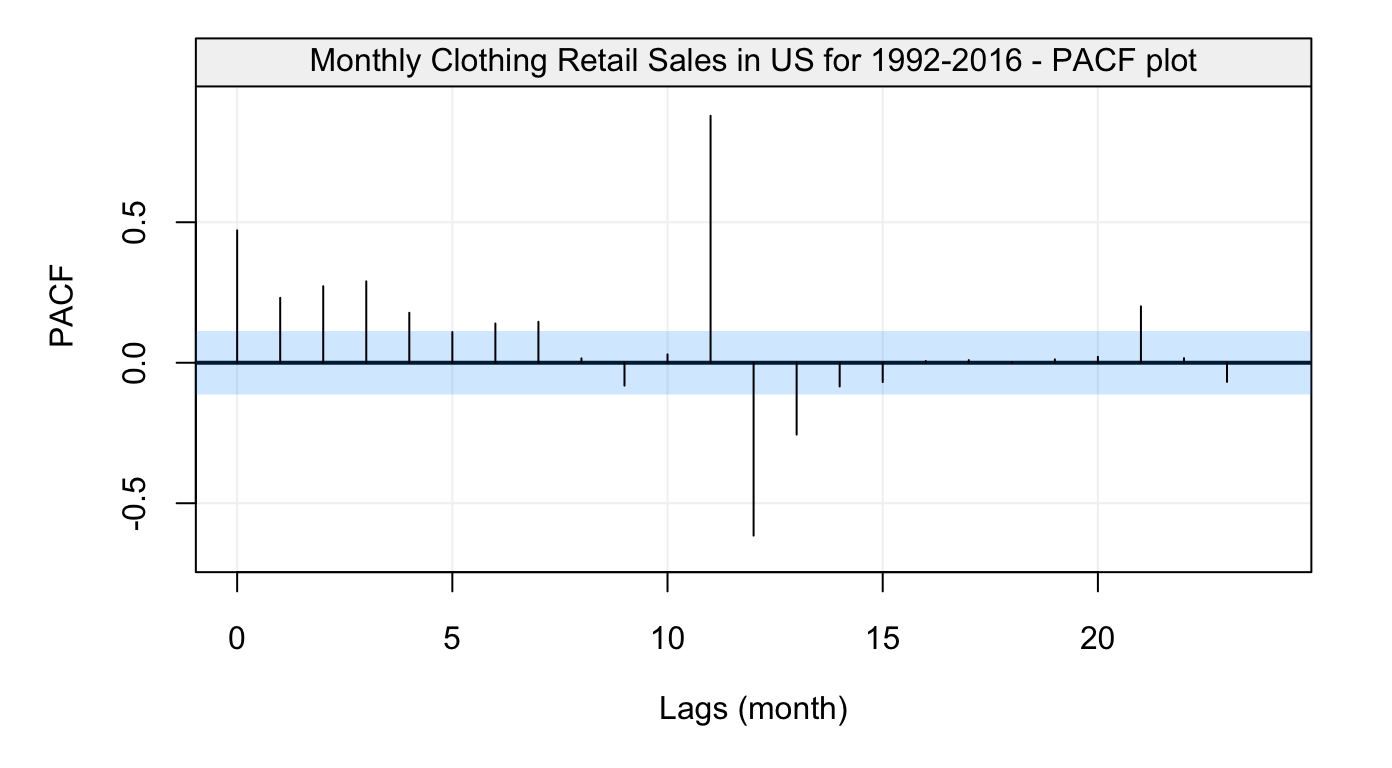 Monthly Clothing Retail Sales in US for 1992-2016 - PACF plot
PACF
0.5
0.0
-0.5
0 5 10 15 20
Lags (month)